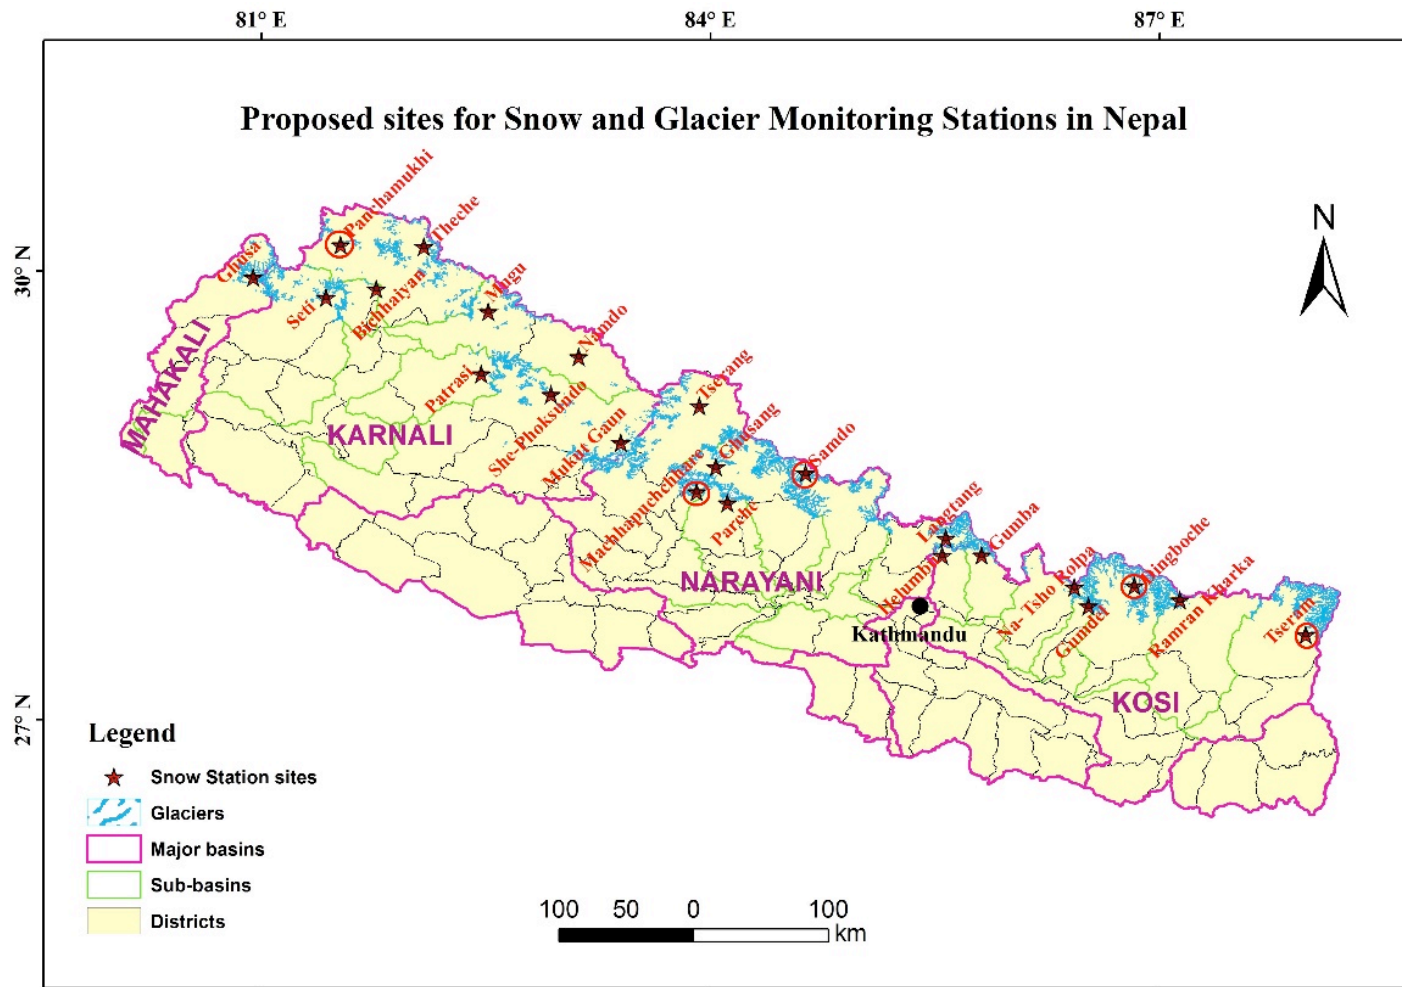 81° E
84° E
87° E
Proposed sites for Snow and Glacier Monitoring Stations in Nepal
N
30° N
27° N
Panchamukhi
Theche
Ghusa
Seti
Bichhaiyan
Mugu
Namdo
Patrasi
She-Phoksundo
Mukut Gaun
Tserang
Ghusang
Samdo
Machhapuchchhare
Parche
Langtang
Gumba
Helumbu
Na- Tsho Rolpa
Gumdel
Dingboche
Ramran Kharka
Tseram
MAHAKALI
KARNALI
NARAYANI
KOSI
Kathmandu
Legend
Snow Station sites
Glaciers
Major basins
Sub-basins
Districts
100 50 0 100
km